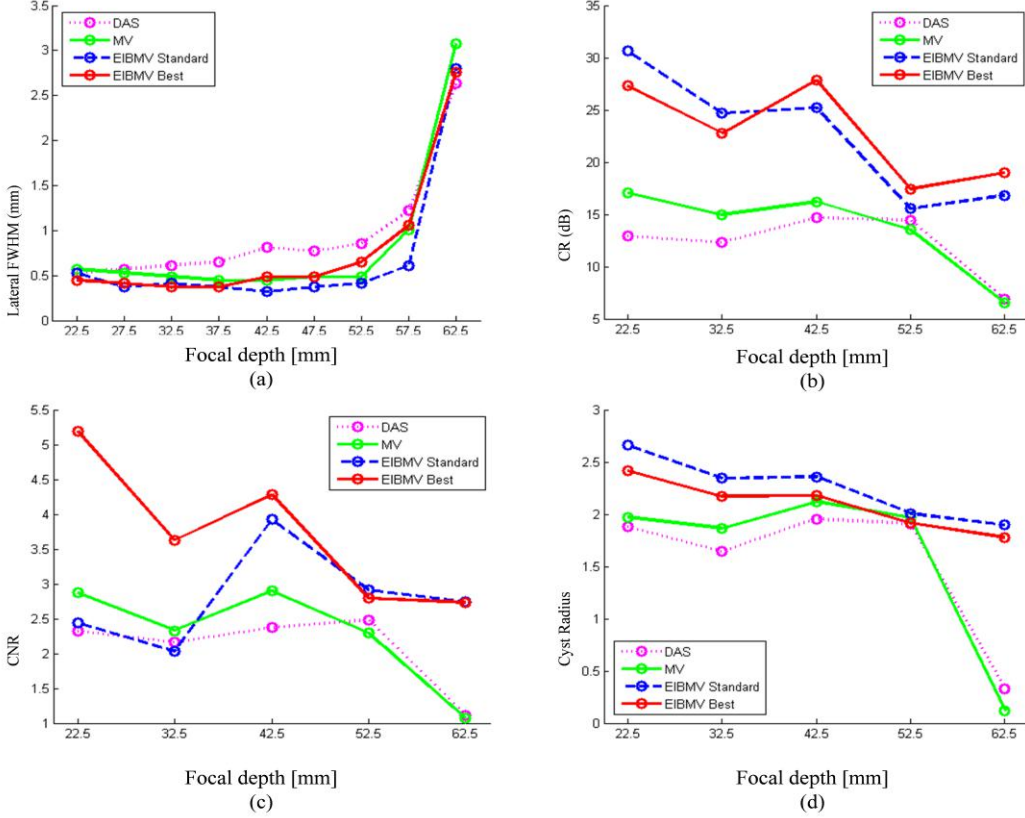 3.5
3
2.5
2
1.5
1
0.5
0
Lateral FWHM (mm)
DAS
MV
EIBMV Standard
EIBMV Best
22.5 27.5 32.5 37.5 42.5 47.5 52.5 57.5 62.5
Focal depth [mm]
(a)
35
30
25
20
15
10
5
CR (dB)
DAS
MV
EIBMV Standard
EIBMV Best
22.5 32.5 42.5 52.5 62.5
Focal depth [mm]
(b)
5.5
5
4.5
4
3.5
3
2.5
2
1.5
1
CNR
DAS
MV
EIBMV Standard
EIBMV Best
22.5 32.5 42.5 52.5 62.5
Focal depth [mm]
(c)
3
2.5
2
1.5
1
0.5
0
Cyst Radius
DAS
MV
EIBMV Standard
EIBMV Best
22.5 32.5 42.5 52.5 62.5
Focal depth [mm]
(d)